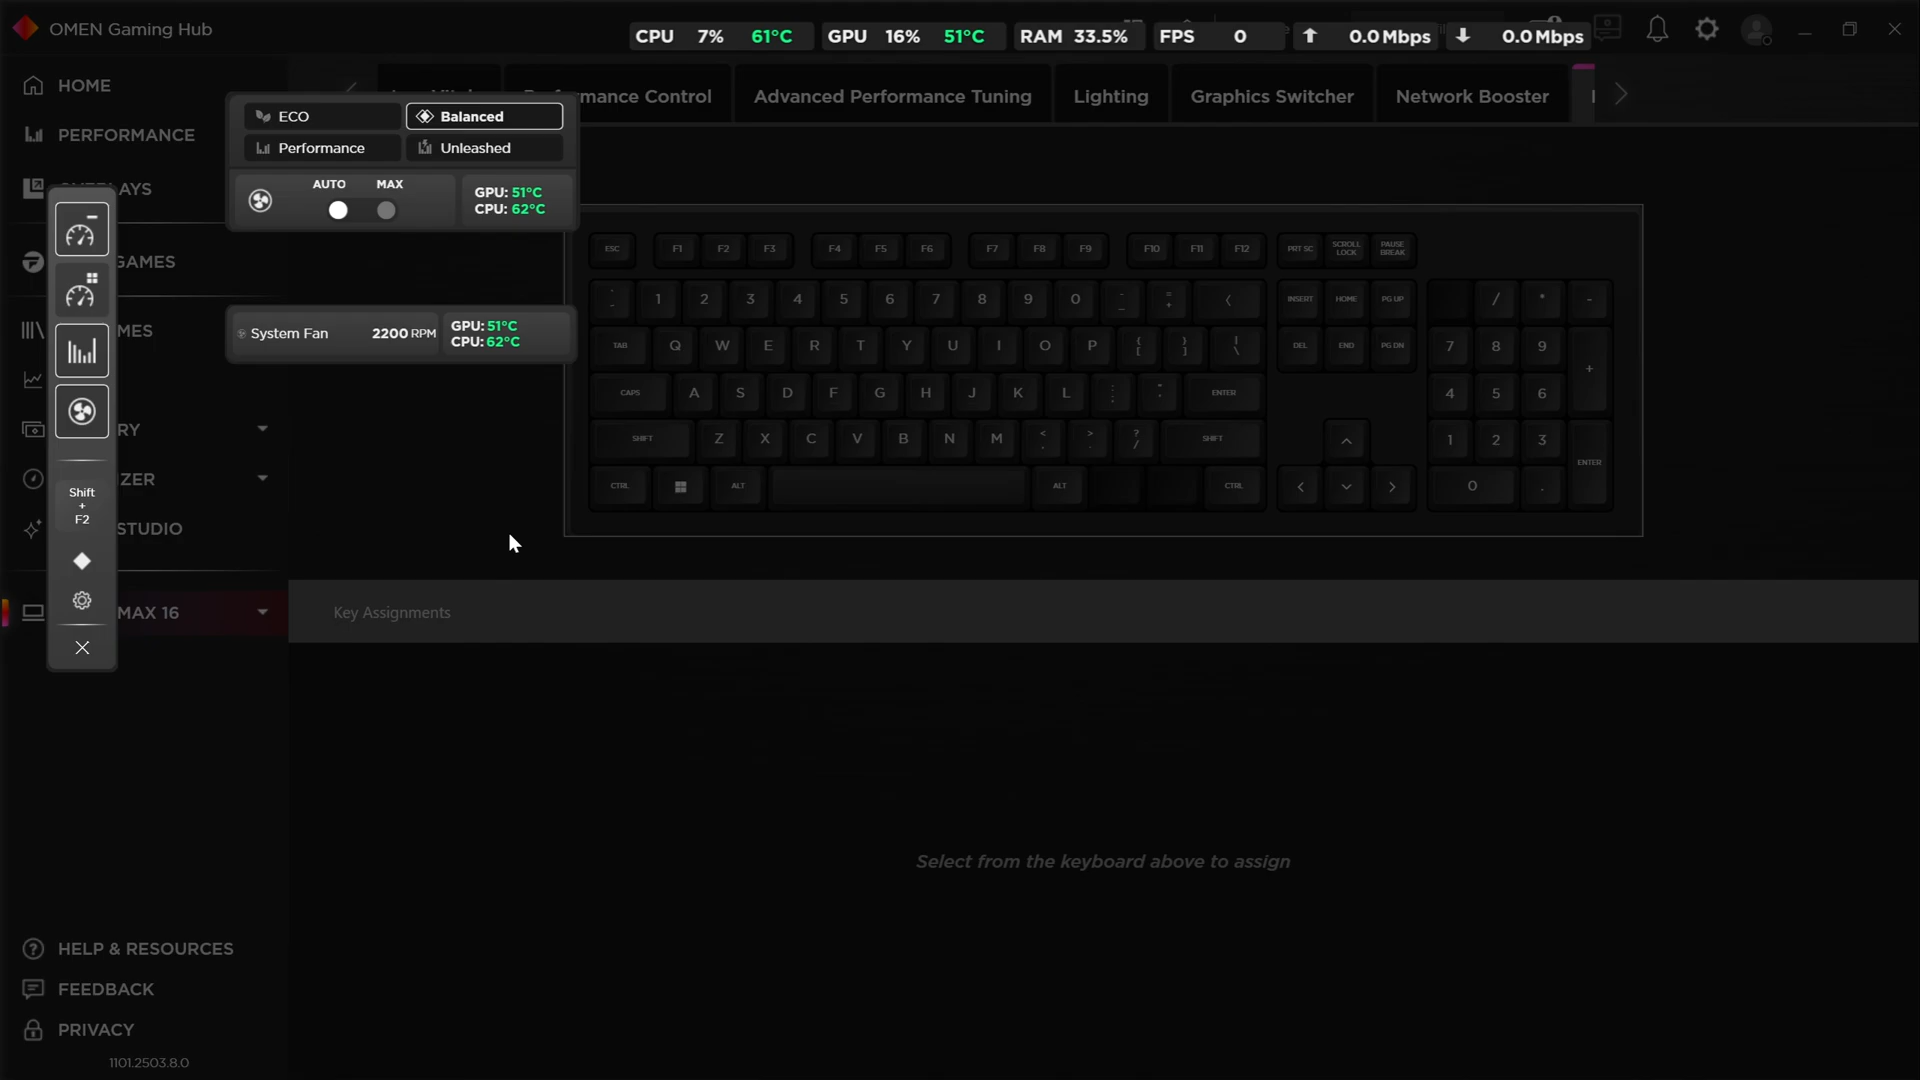 OMEN Gaming Hub
CPU 7% 61°C GPU 16% 51°C RAM 33.5% FPS 0 0.0 Mbps 0.0 Mbps
HOME
Performance Control
Advanced Performance Tuning
Lighting
Graphics Switcher
Network Booster
ECO
Balanced
PERFORMANCE
Performance
Unleashed
AUTO MAX
GPU: 51°C
CPU: 62°C
GAMES
System Fan 2200 RPM
GPU: 51°C
CPU: 62°C
Shift
+
F2
STUDIO
MAX 16
ESC F1 F2 F3 F4 F5 F6 F7 F8 F9 F10 F11 F12 PRT SC SCROLL LOCK PAUSE BREAK
1 2 3 4 5 6 7 8 9 0 - = + INSERT HOME PG UP / * -
TAB Q W E R T Y U I O P { [ } ] | \ DEL END PG DN 7 8 9 +
CAPS A S D F G H J K L ENTER 4 5 6
SHIFT Z X C V B N M < , > . ? / SHIFT 1 2 3 ENTER
CTRL ALT ALT CTRL 0 .
Key Assignments
Select from the keyboard above to assign
HELP & RESOURCES
FEEDBACK
PRIVACY
1101.2503.8.0